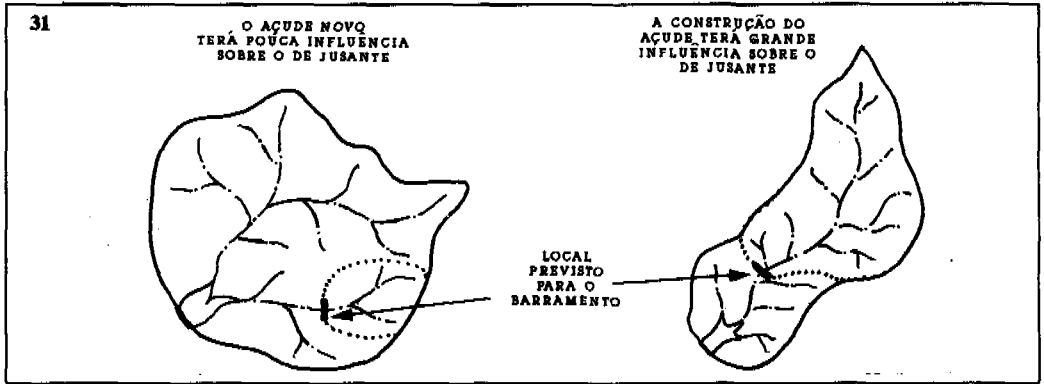 31
O AÇUDE NOVO
TERÁ POUCA INFLUENCIA
SOBRE O DE JUSANTE
A CONSTRUÇÃO DO
AÇUDE TERÁ GRANDE
INFLUÊNCIA SOBRE O
DE JUSANTE
LOCAL
PREVISTO
PARA O
BARRAMENTO